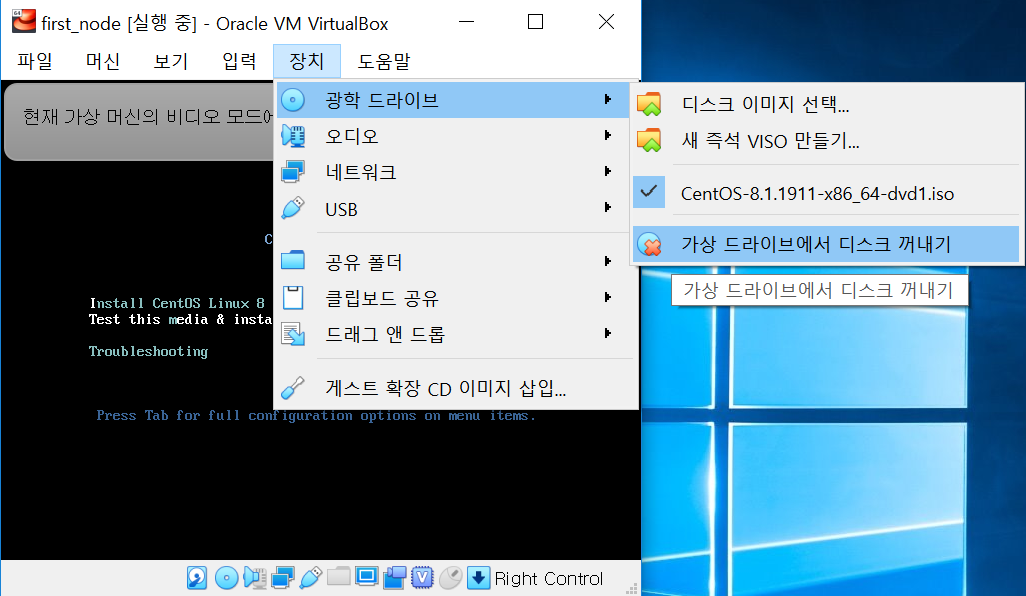 first_node [실행 중] - Oracle VM VirtualBox
파일 머신 보기 입력 장치 도움말
현재 가상 머신의 비디오 모드에
광학 드라이브
오디오
네트워크
USB
공유 폴더
클립보드 공유
드래그 앤 드롭
게스트 확장 CD 이미지 삽입...
디스크 이미지 선택...
새 즉석 VISO 만들기...
CentOS-8.1.1911-x86_64-dvd1.iso
가상 드라이브에서 디스크 꺼내기
가상 드라이브에서 디스크 꺼내기
C
Install CentOS Linux 8
Test this media & insta
Troubleshooting
Press Tab for full configuration options on menu items.
Right Control